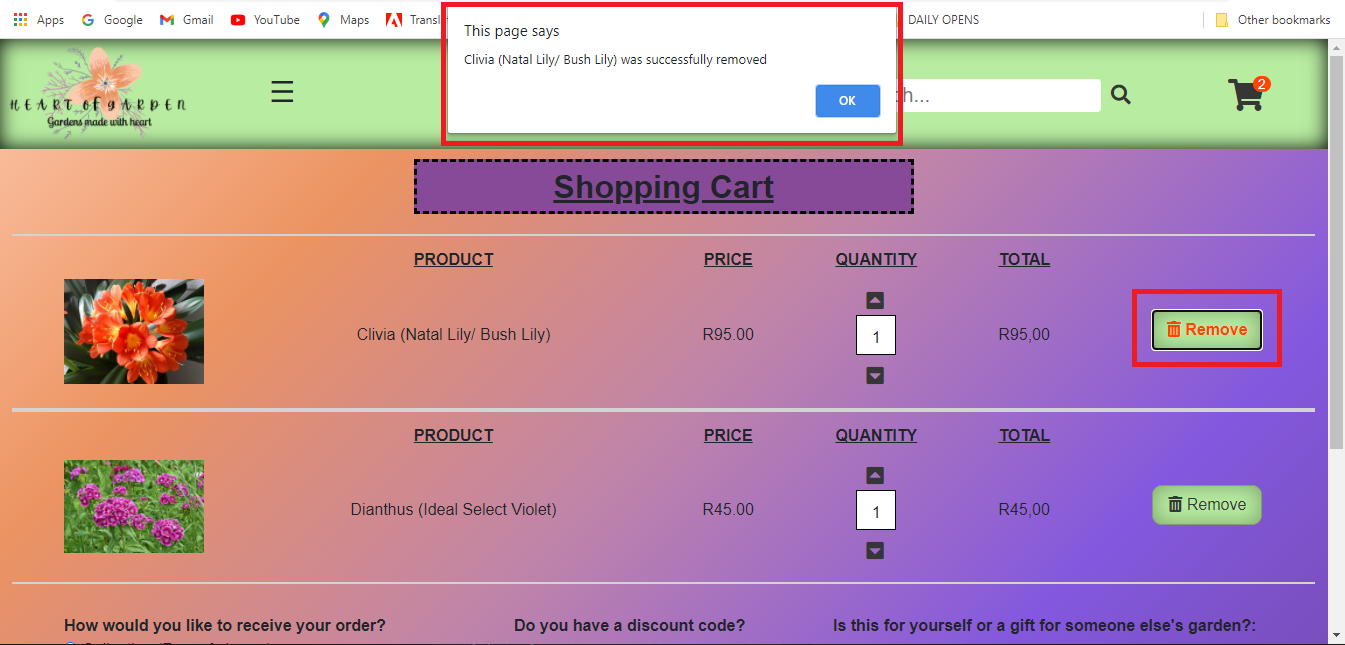 Apps Google Gmail YouTube Maps DAILY OPENS Other bookmarks
This page says
Clivia (Natal Lily/ Bush Lily) was successfully removed
OK
HEART of gARDEN
Gardens made with heart
2
Shopping Cart
PRODUCT PRICE QUANTITY TOTAL
Clivia (Natal Lily/ Bush Lily) R95.00 1 R95,00 Remove
PRODUCT PRICE QUANTITY TOTAL
Dianthus (Ideal Select Violet) R45.00 1 R45,00 Remove
How would you like to receive your order? Do you have a discount code? Is this for yourself or a gift for someone else's garden?: